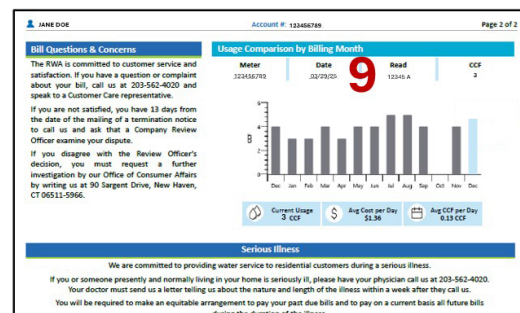 JANE DOE
Account #: 123456789
Page 2 of 2
Bill Questions & Concerns
The RWA is committed to customer service and
satisfaction. If you have a question or complaint
about your bill, call us at 203-562-4020 and
speak to a Customer Care representative.
If you are not satisfied, you have 13 days from
the date of the mailing of a termination notice
to call us and ask that a Company Review
Officer examine your dispute.
If you disagree with the Review Officer's
decision, you must request a further
investigation by our Office of Consumer Affairs
by writing us at 90 Sargent Drive, New Haven,
CT 06511-5966.
Usage Comparison by Billing Month
Meter Date Read CCF
123456789 03/29/25 12345 A 3
9
CCF
6
4
2
0
Dec Jan Feb Mar Apr May Jun Jul Aug Sep Oct Nov Dec
Current Usage
3 CCF
Avg Cost per Day
$1.36
Avg CCF per Day
0.13 CCF
Serious Illness
We are committed to providing water service to residential customers during a serious illness.
If you or someone presently and normally living in your home is seriously ill, please have your physician call us at 203-562-4020.
Your doctor must send us a letter telling us about the nature and length of the illness within a week after they call us.
You will be required to make an equitable arrangement to pay your past due bills and to pay on a current basis all future bills
during the duration of the illness.